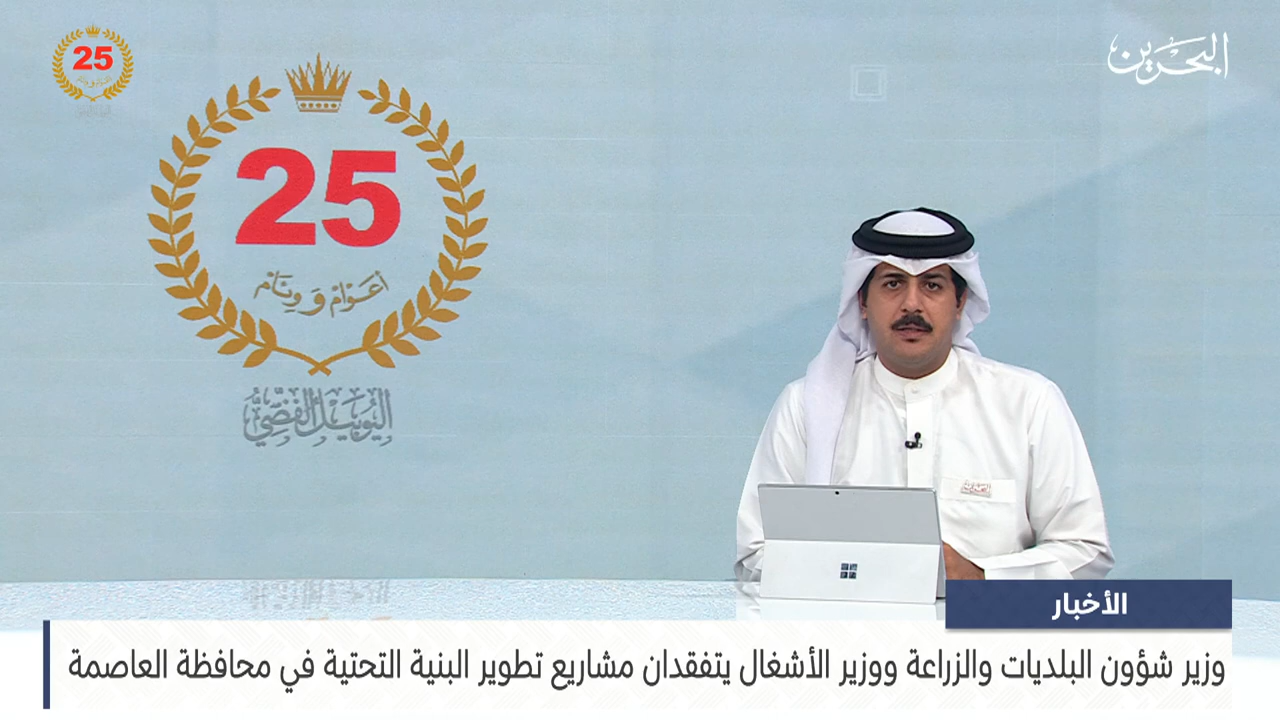 25
البحرين
25
أعوام و وئام
اليوبيل الفضي
الأخبار
وزير شؤون البلديات والزراعة ووزير الأشغال يتفقدان مشاريع تطوير البنية التحتية في محافظة العاصمة